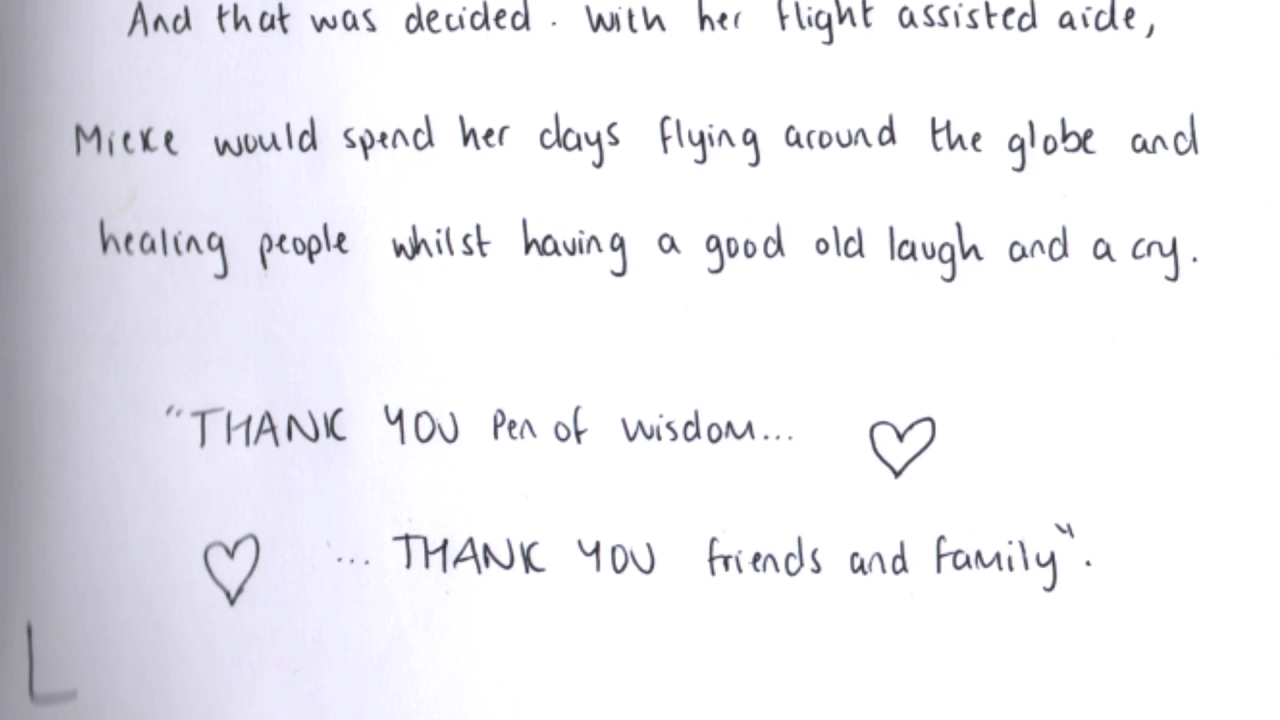 And that was decided. With her flight assisted aide,
Mieke would spend her days flying around the globe and
healing people whilst having a good old laugh and a cry.
"THANK YOU Pen of wisdom...
... THANK YOU friends and family".